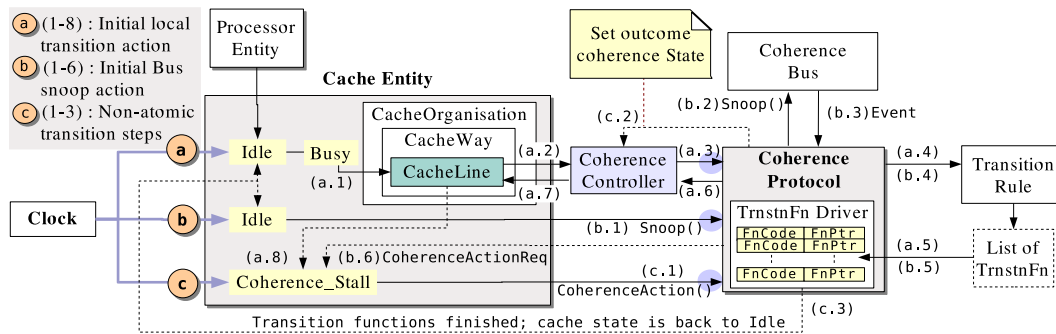 a (1-8) : Initial local
transition action
b (1-6) : Initial Bus
snoop action
c (1-3) : Non-atomic
transition steps
Processor
Entity
Set outcome
coherence State
Coherence
Bus
Cache Entity
CacheOrganisation
CacheWay
CacheLine
(b.2)Snoop()
(b.3)Event
(c.2)
a
Idle
Busy
(a.1)
(a.2)
(a.7)
Coherence
Controller
(a.3)
(a.6)
Coherence
Protocol
(a.4)
(b.4)
Transition
Rule
Clock
b
Idle
(b.1) Snoop()
TrnstnFn Driver
FnCode FnPtr
FnCode FnPtr
FnCode FnPtr
(a.5)
(b.5)
List of
TrnstnFn
(a.8)
(b.6)CoherenceActionReq
c
Coherence_Stall
(c.1)
CoherenceAction()
(c.3)
Transition functions finished; cache state is back to Idle